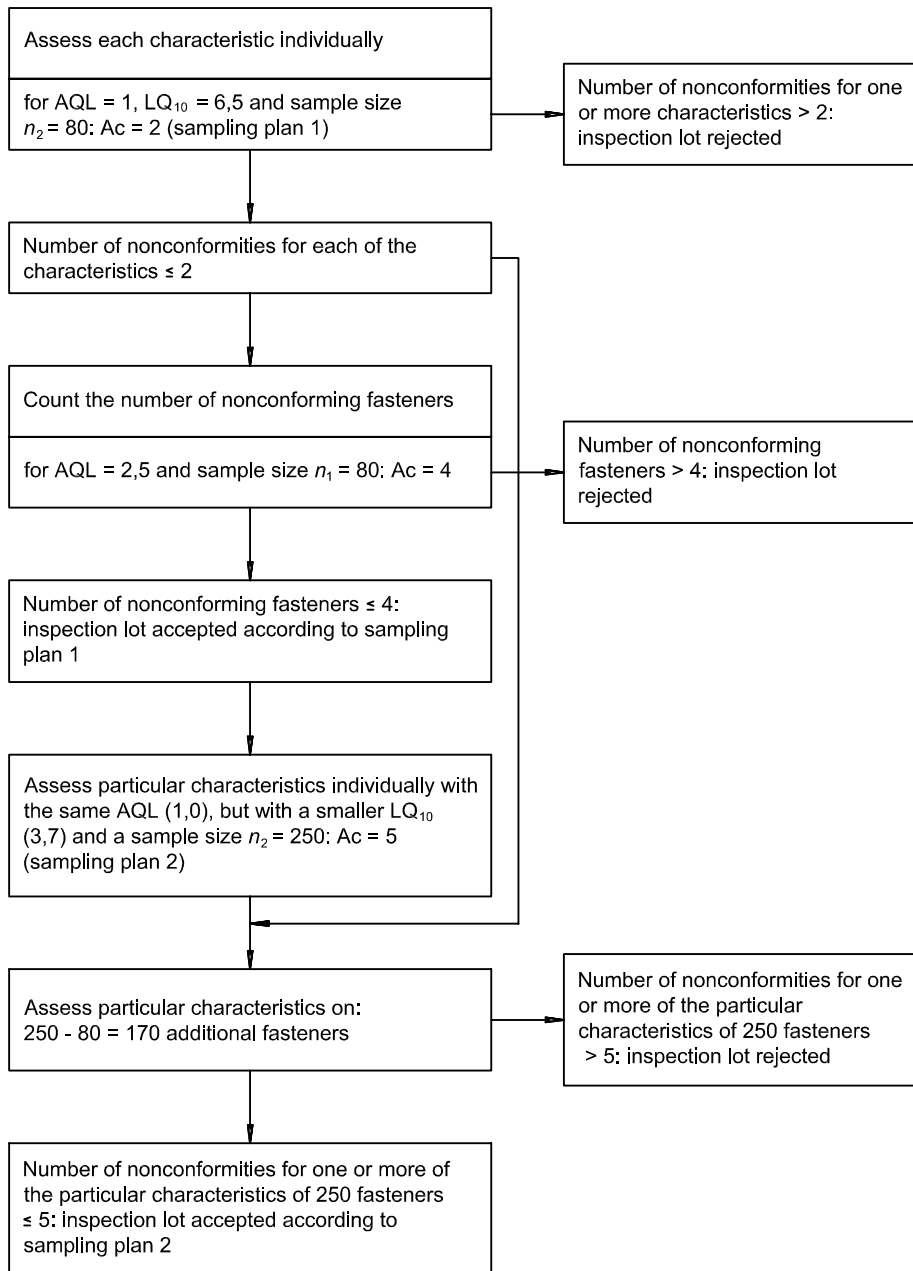 Assess each characteristic individually
for AQL = 1, LQ₁₀ = 6,5 and sample size
n₂ = 80: Ac = 2 (sampling plan 1)
Number of nonconformities for one
or more characteristics > 2:
inspection lot rejected
Number of nonconformities for each of the
characteristics ≤ 2
Count the number of nonconforming fasteners
for AQL = 2,5 and sample size n₁ = 80: Ac = 4
Number of nonconforming
fasteners > 4: inspection lot
rejected
Number of nonconforming fasteners ≤ 4:
inspection lot accepted according to sampling
plan 1
Assess particular characteristics individually with
the same AQL (1,0), but with a smaller LQ₁₀
(3,7) and a sample size n₂ = 250: Ac = 5
(sampling plan 2)
Assess particular characteristics on:
250 - 80 = 170 additional fasteners
Number of nonconformities for one
or more of the particular
characteristics of 250 fasteners
> 5: inspection lot rejected
Number of nonconformities for one or more of
the particular characteristics of 250 fasteners
≤ 5: inspection lot accepted according to
sampling plan 2